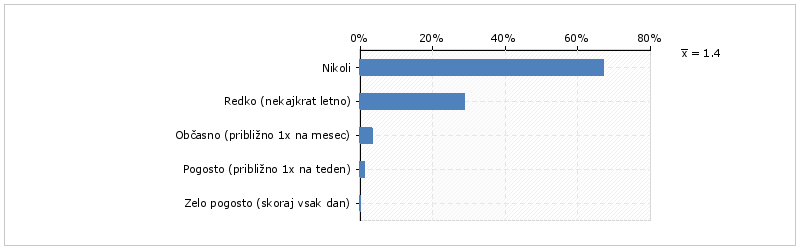 0% 20% 40% 60% 80%
x̅ = 1.4
Nikoli
Redko (nekajkrat letno)
Občasno (približno 1x na mesec)
Pogosto (približno 1x na teden)
Zelo pogosto (skoraj vsak dan)